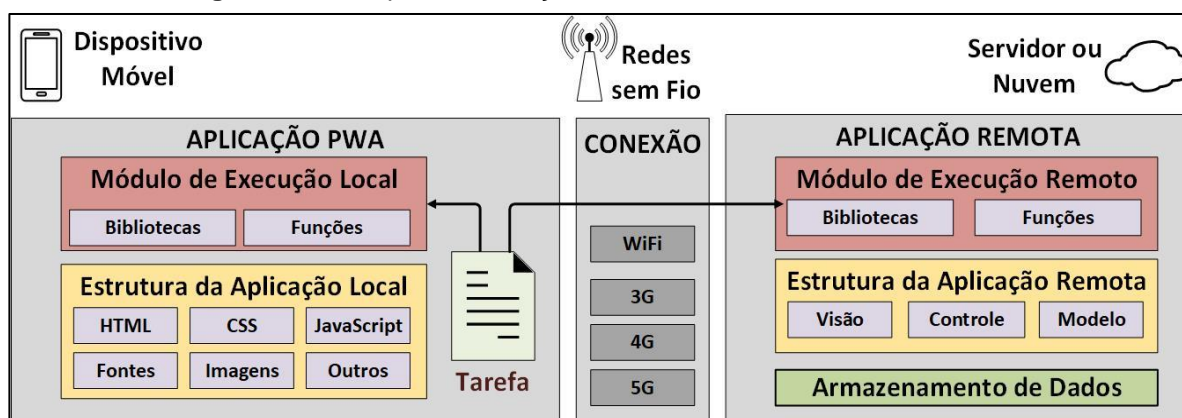 Dispositivo
Móvel
Redes
sem Fio
Servidor ou
Nuvem
APLICAÇÃO PWA
Módulo de Execução Local
Bibliotecas
Funções
Estrutura da Aplicação Local
HTML
CSS
JavaScript
Fontes
Imagens
Outros
Tarefa
CONEXÃO
WiFi
3G
4G
5G
APLICAÇÃO REMOTA
Módulo de Execução Remoto
Bibliotecas
Funções
Estrutura da Aplicação Remota
Visão
Controle
Modelo
Armazenamento de Dados